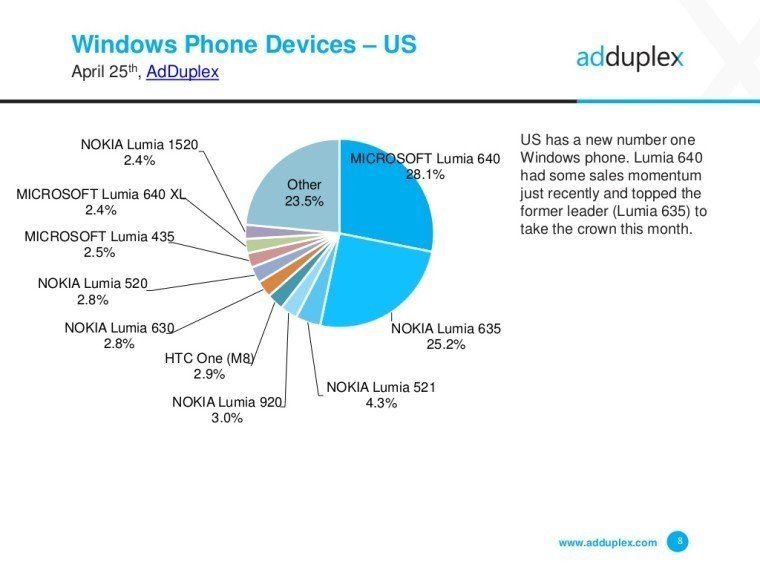 Windows Phone Devices – US
April 25th, AdDuplex
adduplex
NOKIA Lumia 1520
2.4%
MICROSOFT Lumia 640 XL
2.4%
MICROSOFT Lumia 435
2.5%
NOKIA Lumia 520
2.8%
NOKIA Lumia 630
2.8%
HTC One (M8)
2.9%
NOKIA Lumia 920
3.0%
NOKIA Lumia 521
4.3%
NOKIA Lumia 635
25.2%
MICROSOFT Lumia 640
28.1%
Other
23.5%
US has a new number one
Windows phone. Lumia 640
had some sales momentum
just recently and topped the
former leader (Lumia 635) to
take the crown this month.
www.adduplex.com
8